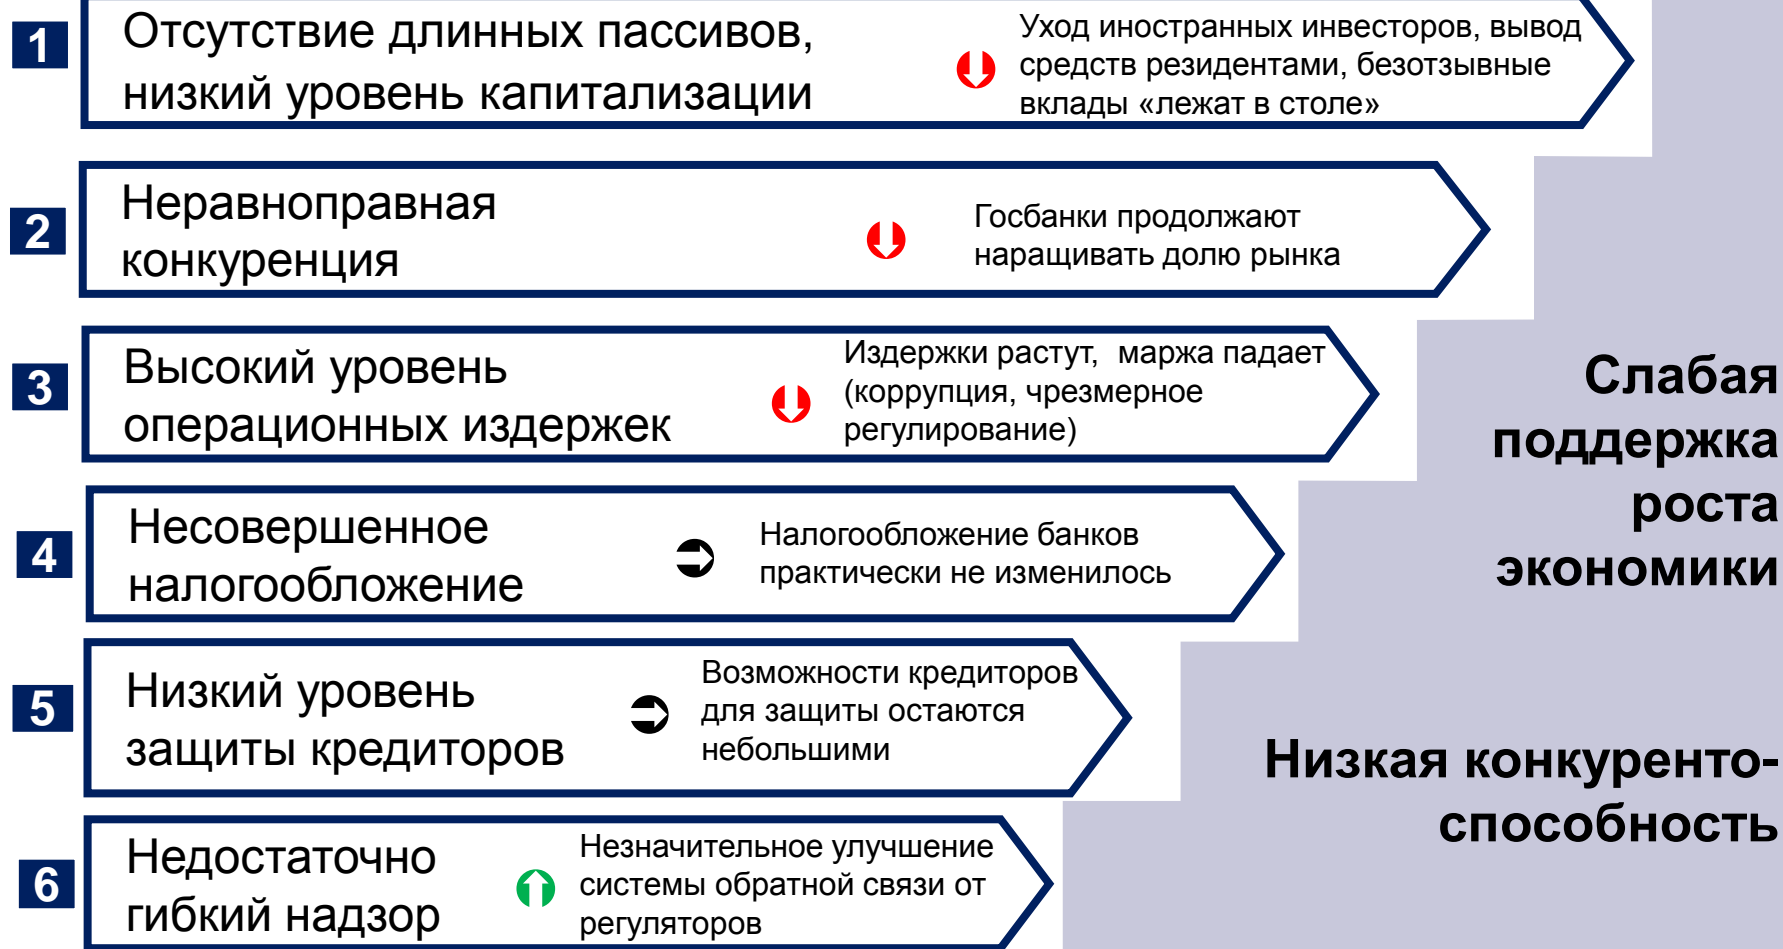 1
Отсутствие длинных пассивов,
низкий уровень капитализации
Уход иностранных инвесторов, вывод
средств резидентами, безотзывные
вклады «лежат в столе»
2
Неравноправная
конкуренция
Госбанки продолжают
наращивать долю рынка
3
Высокий уровень
операционных издержек
Издержки растут, маржа падает
(коррупция, чрезмерное
регулирование)
4
Несовершенное
налогообложение
Налогообложение банков
практически не изменилось
5
Низкий уровень
защиты кредиторов
Возможности кредиторов
для защиты остаются
небольшими
6
Недостаточно
гибкий надзор
Незначительное улучшение
системы обратной связи от
регуляторов
Слабая
поддержка
роста
экономики
Низкая конкуренто-
способность